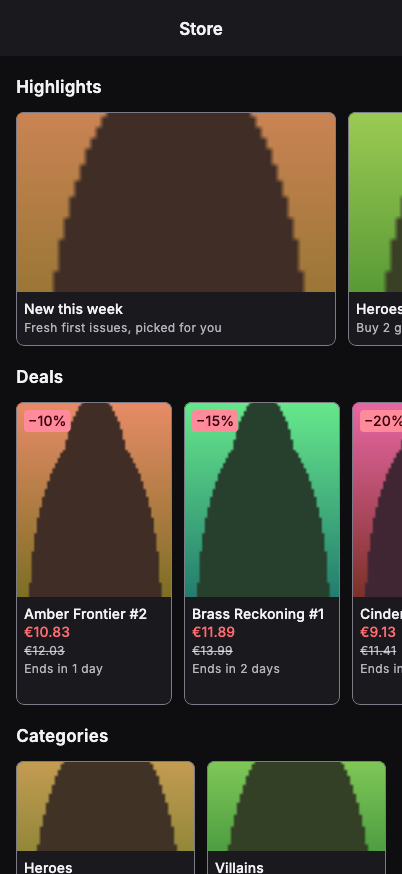 Store
Highlights
New this week
Fresh first issues, picked for you
Heroes
Buy 2 g
Deals
−10%
Amber Frontier #2
€10.83
€12.03
Ends in 1 day
−15%
Brass Reckoning #1
€11.89
€13.99
Ends in 2 days
−20%
Cinder
€9.13
€11.41
Ends in
Categories
Heroes
Villains